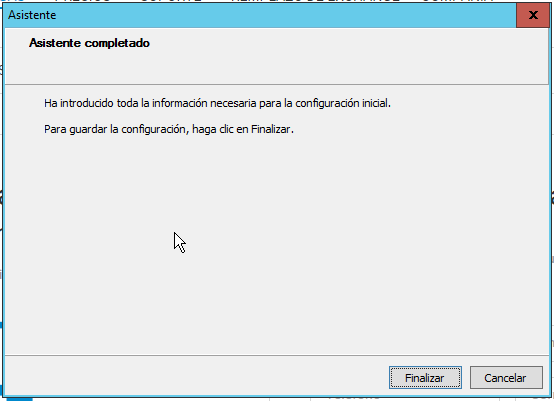 Asistente
x
Asistente completado
Ha introducido toda la información necesaria para la configuración inicial.
Para guardar la configuración, haga clic en Finalizar.
Finalizar
Cancelar